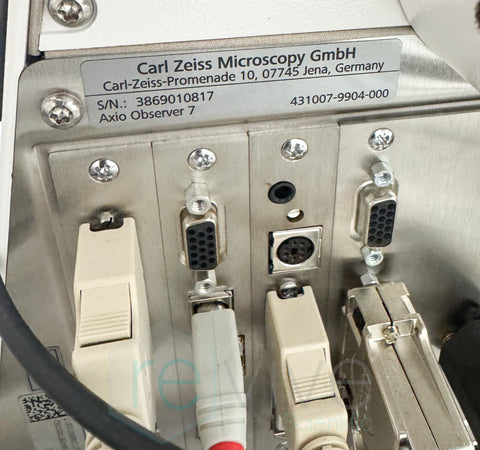 Carl Zeiss Microscopy GmbH
Carl-Zeiss-Promenade 10, 07745 Jena, Germany
S/N.: 3869010817 431007-9904-000
Axio Observer 7